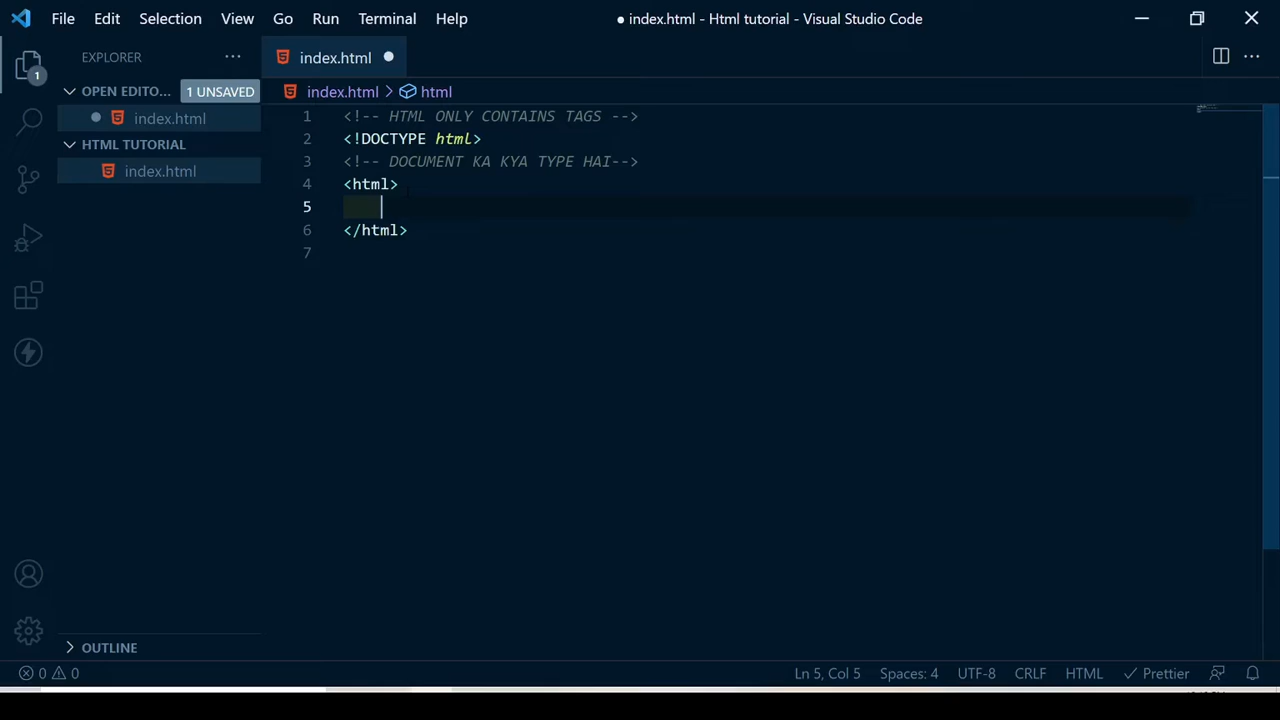 File Edit Selection View Go Run Terminal Help
● index.html - Html tutorial - Visual Studio Code
EXPLORER ...
index.html
1
OPEN EDITO... 1 UNSAVED
index.html
HTML TUTORIAL
index.html
index.html > html
1 <!-- HTML ONLY CONTAINS TAGS -->
2 <!DOCTYPE html>
3 <!-- DOCUMENT KA KYA TYPE HAI-->
4 <html>
5
6 </html>
7
OUTLINE
0 0
Ln 5, Col 5 Spaces: 4 UTF-8 CRLF HTML Prettier